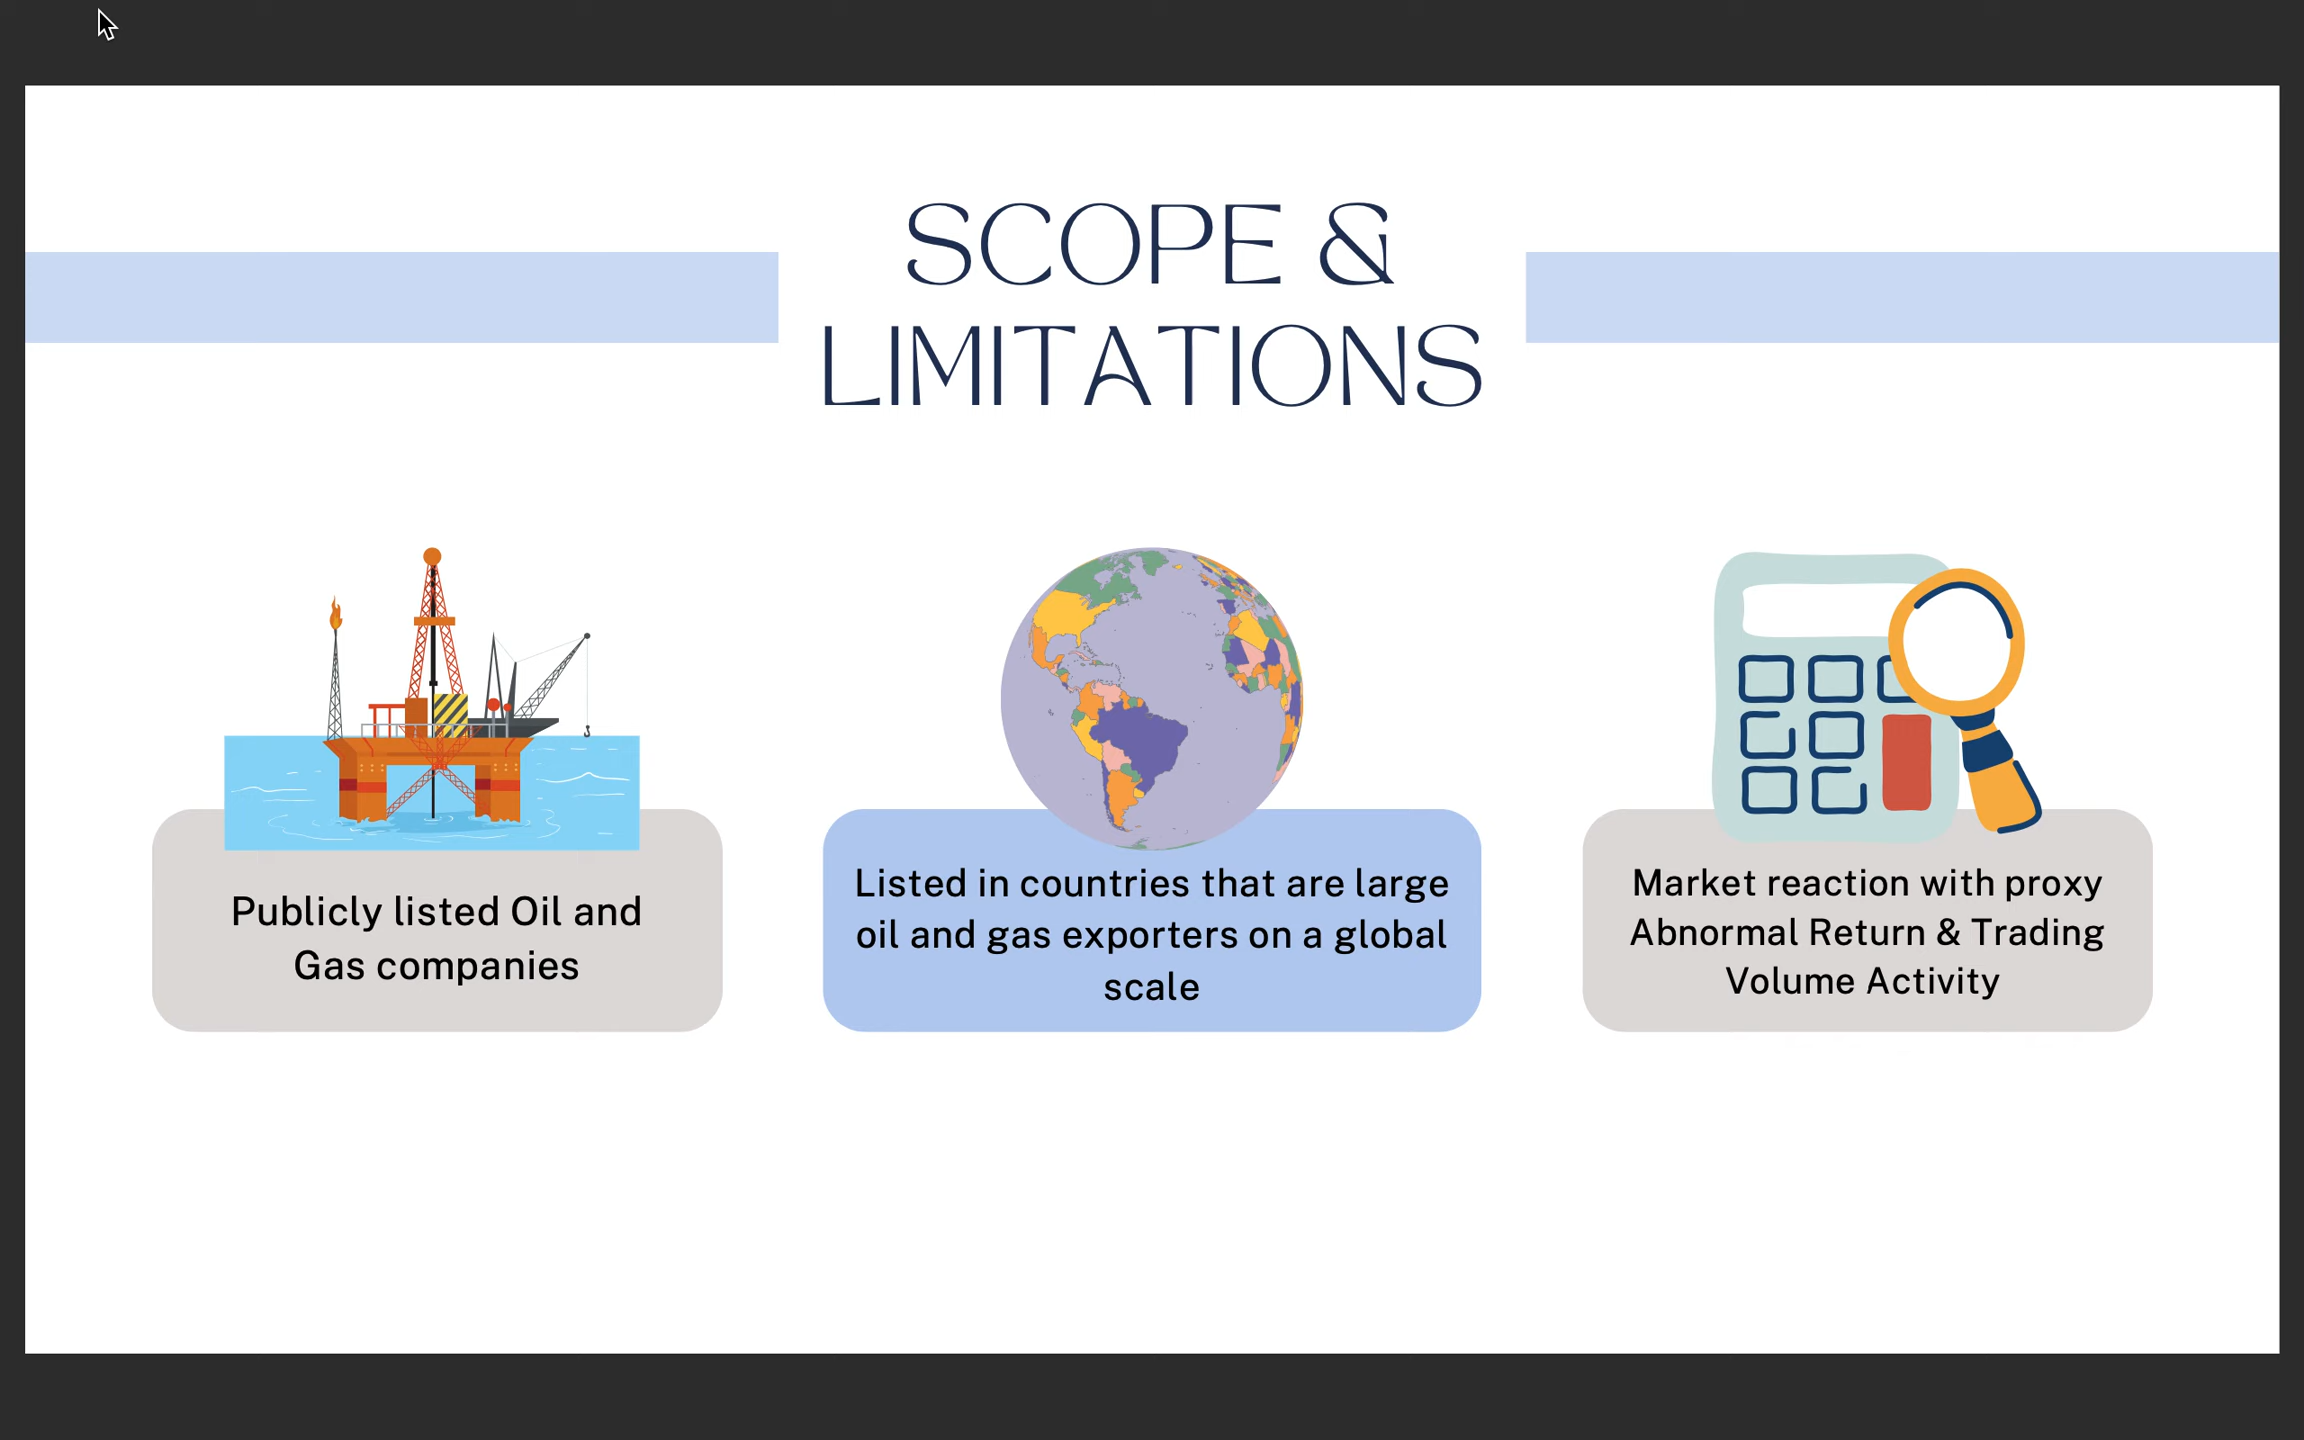 SCOPE &
LIMITATIONS
Publicly listed Oil and
Gas companies
Listed in countries that are large
oil and gas exporters on a global
scale
Market reaction with proxy
Abnormal Return & Trading
Volume Activity